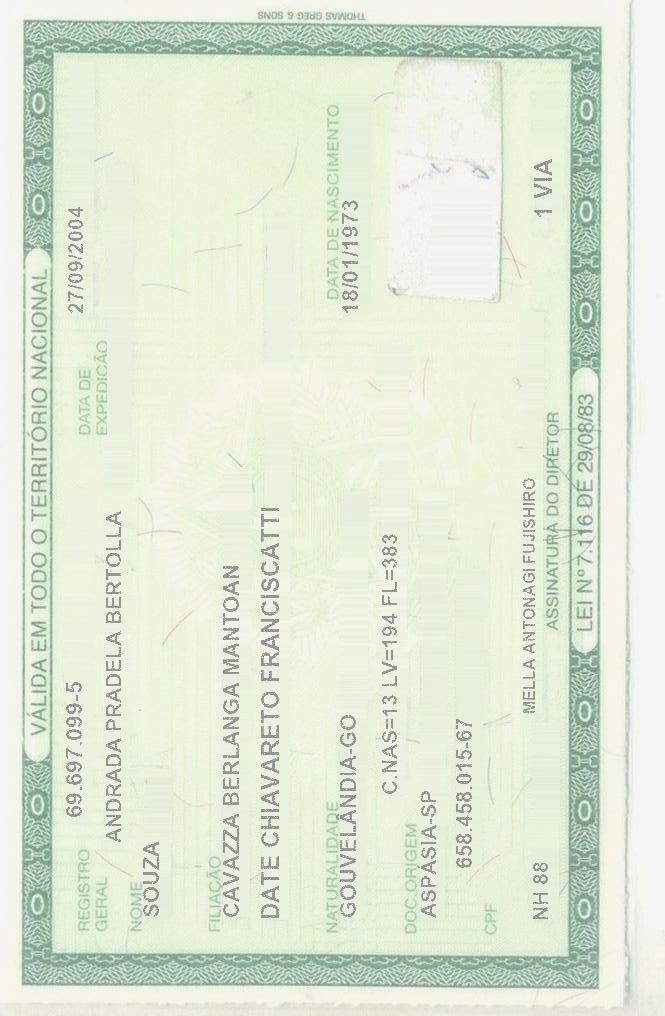 VÁLIDA EM TODO O TERRITÓRIO NACIONAL
REGISTRO GERAL 69.697.099-5 DATA DE EXPEDIÇÃO 27/09/2004
ANDRADA PRADELA BERTOLLA
NOME
SOUZA
FILIAÇÃO
CAVAZZA BERLANGA MANTOAN
DATE CHIAVARETO FRANCISCATTI
NATURALIDADE DATA DE NASCIMENTO
GOUVELÂNDIA-GO 18/01/1973
C.NAS=13 LV=194 FL=383
DOC.ORIGEM
ASPÁSIA-SP
658.458.015-67
CPF
MELLA ANTONAGI FUJISHIRO
NH 88 1 VIA
ASSINATURA DO DIRETOR
LEI Nº 7.116 DE 29/08/83
THOMAS GREG & SONS